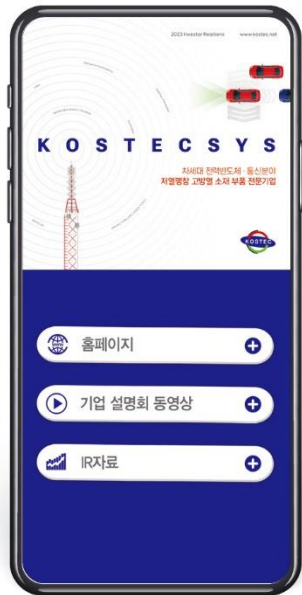 2023 Investor Relations www.kostec.net
KOSTECSYS
차세대 전력반도체·통신분야
저열팽창 고방열 소재 부품 전문기업
KOSTEC
홈페이지
기업 설명회 동영상
IR자료